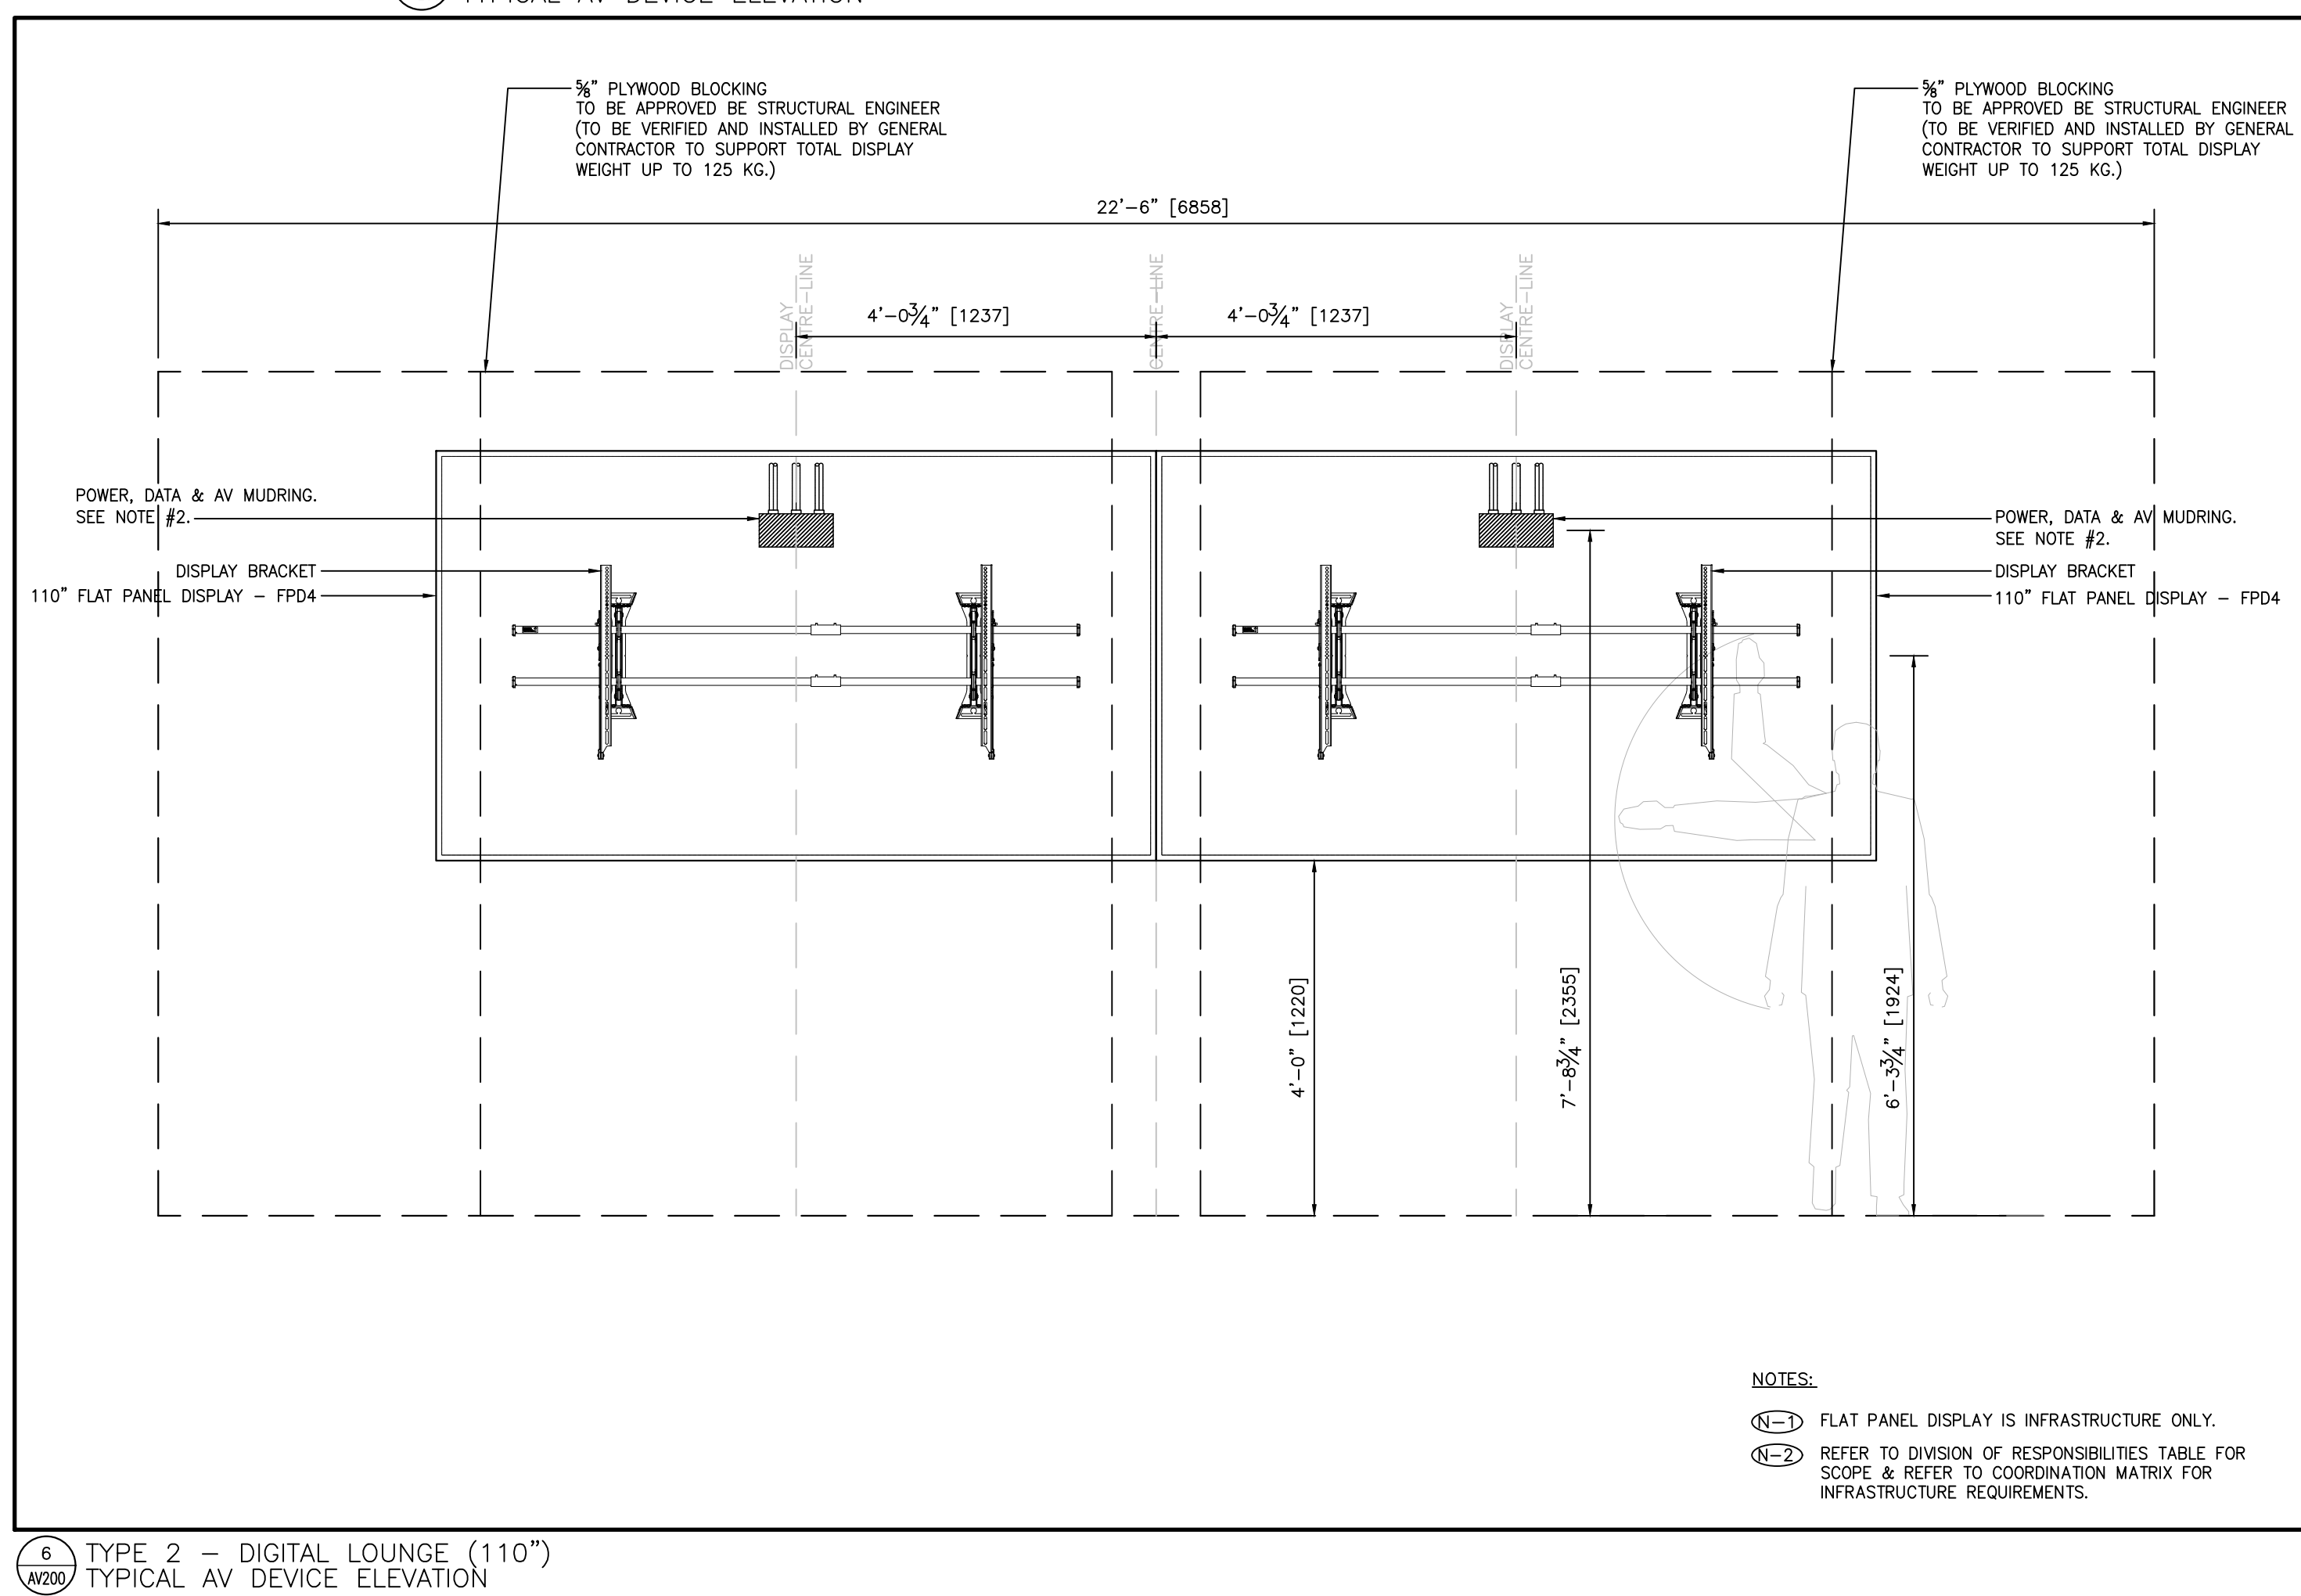 TYPICAL AV DEVICE ELEVATION
⅝” PLYWOOD BLOCKING
TO BE APPROVED BE STRUCTURAL ENGINEER
(TO BE VERIFIED AND INSTALLED BY GENERAL
CONTRACTOR TO SUPPORT TOTAL DISPLAY
WEIGHT UP TO 125 KG.)
⅝” PLYWOOD BLOCKING
TO BE APPROVED BE STRUCTURAL ENGINEER
(TO BE VERIFIED AND INSTALLED BY GENERAL
CONTRACTOR TO SUPPORT TOTAL DISPLAY
WEIGHT UP TO 125 KG.)
22’-6” [6858]
DISPLAY
CENTRE-LINE
CENTRE-LINE
DISPLAY
CENTRE-LINE
4’-0¾” [1237]
4’-0¾” [1237]
POWER, DATA & AV MUDRING.
SEE NOTE #2.
DISPLAY BRACKET
110” FLAT PANEL DISPLAY - FPD4
POWER, DATA & AV MUDRING.
SEE NOTE #2.
DISPLAY BRACKET
110” FLAT PANEL DISPLAY - FPD4
4’-0” [1220]
7’-8¾” [2355]
6’-3¾” [1924]
NOTES:
N-1 FLAT PANEL DISPLAY IS INFRASTRUCTURE ONLY.
N-2 REFER TO DIVISION OF RESPONSIBILITIES TABLE FOR
SCOPE & REFER TO COORDINATION MATRIX FOR
INFRASTRUCTURE REQUIREMENTS.
6
AV200
TYPE 2 - DIGITAL LOUNGE (110”)
TYPICAL AV DEVICE ELEVATION